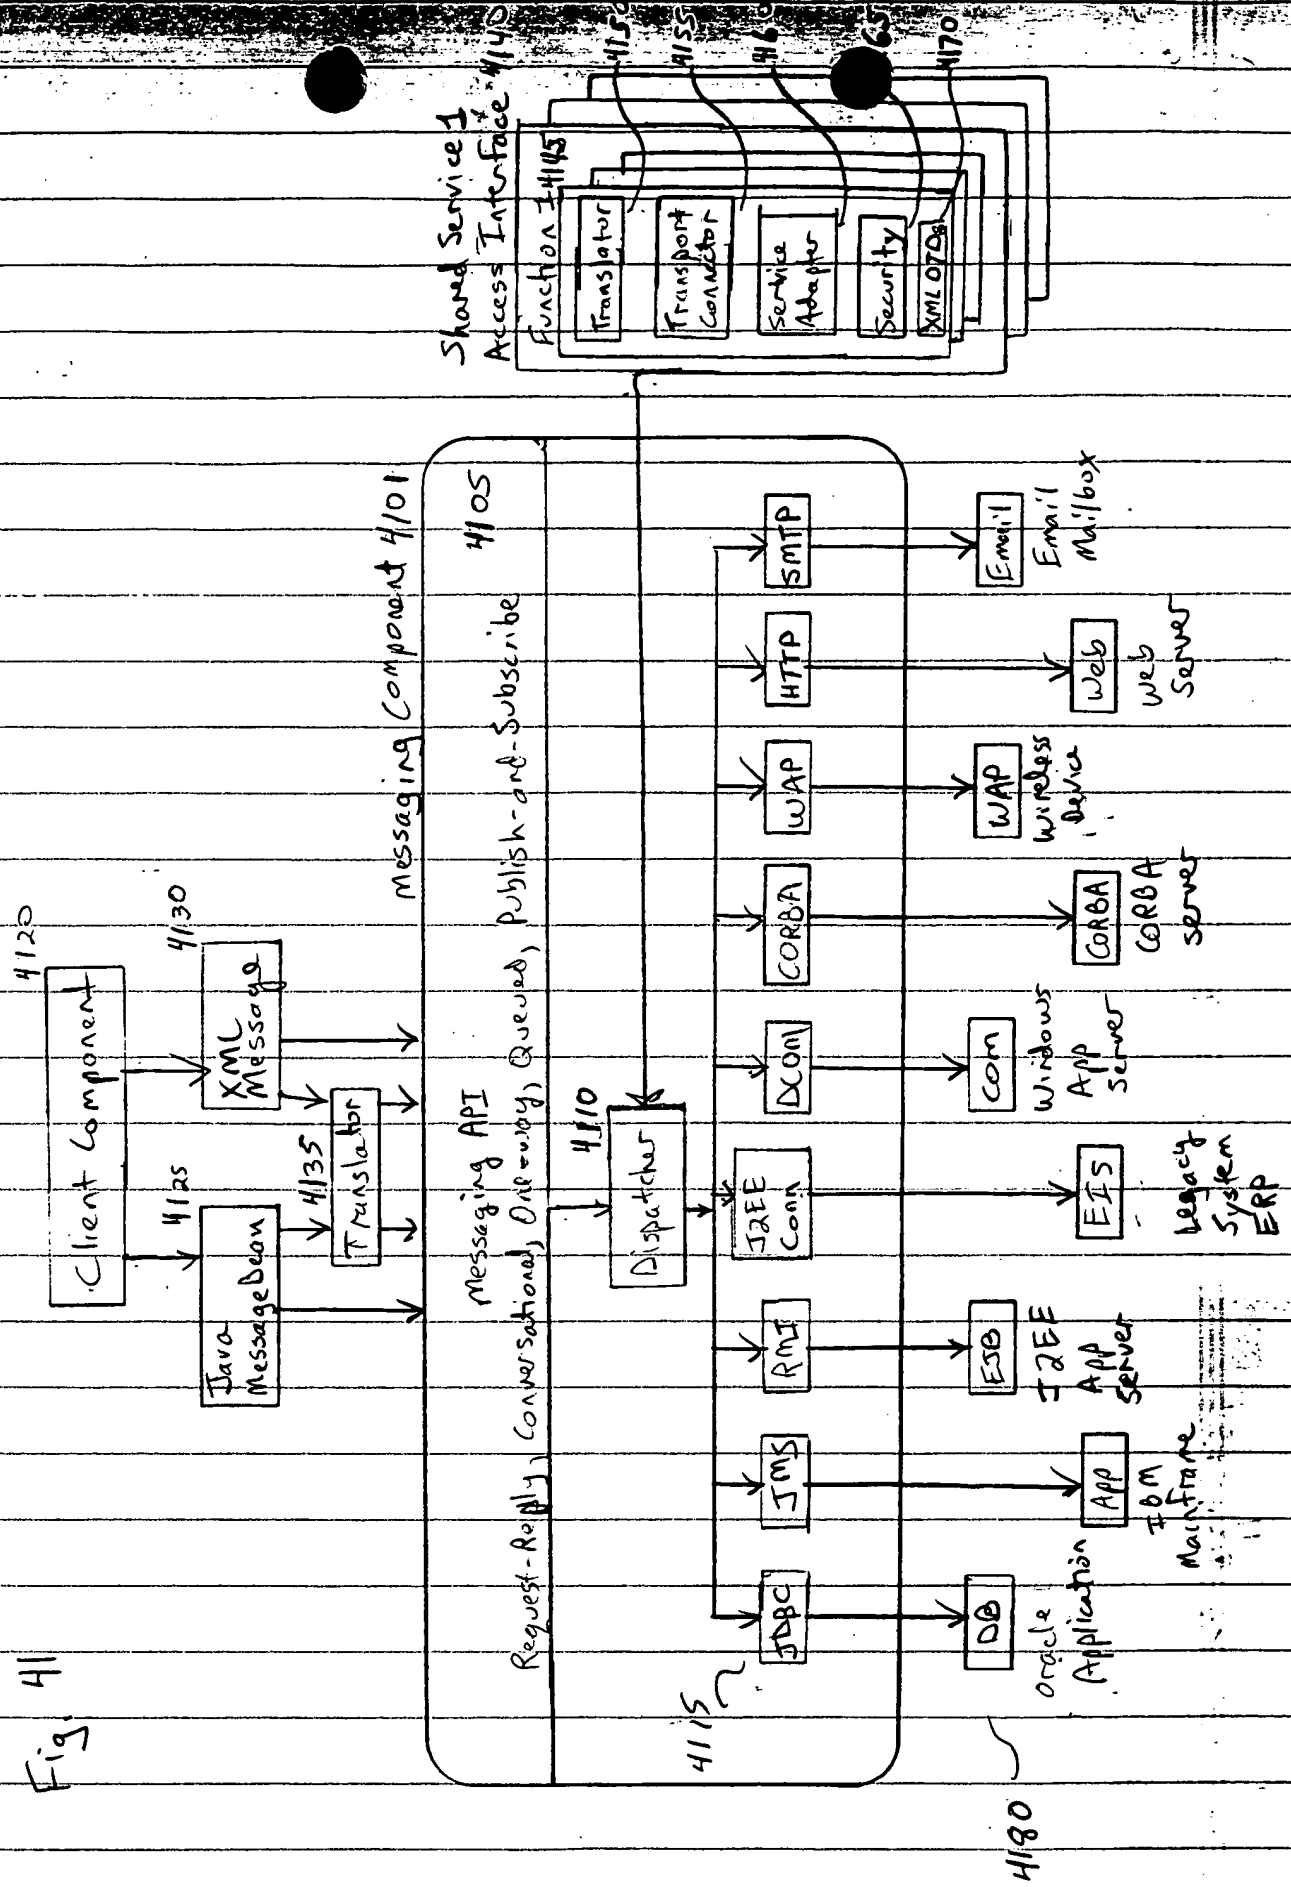 Fig. 41
Client Component
4120
Java
MessageBean
4125
XML
Message
4130
Translator
4135
Messaging Component 4101
Messaging API
4105
Request-Reply, Conversational, One-way, Queued, Publish-and-Subscribe
Dispatcher
4110
4115
JDBC
JMS
RMI
J2EE
Conn
DCOM
CORBA
WAP
HTTP
SMTP
DB
Oracle
Application
App
IBM
Mainframe
EJB
J2EE
App
Server
EIS
Legacy
System
ERP
COM
Windows
App
Server
CORBA
CORBA
Server
WAP
Wireless
Device
Web
Web
Server
Email
Email
Mailbox
4180
Shared Service 1
Access Interface 4140
Function 1 4145
Translator
Transport
Connector
Service
Adapter
Security
XML DTDs
4150
4155
4160
65
4170